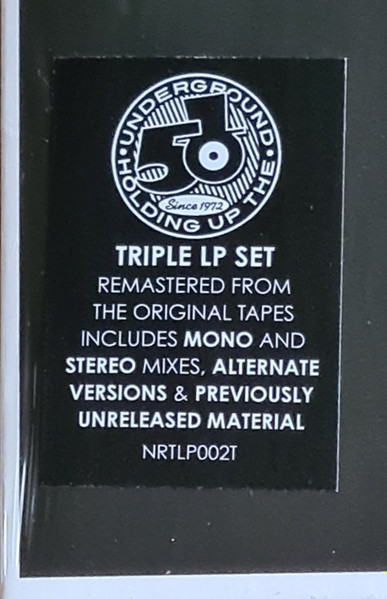 HOLDING UP THE • UNDERGROUND •
50
Since 1972
TRIPLE LP SET
REMASTERED FROM
THE ORIGINAL TAPES
INCLUDES MONO AND
STEREO MIXES, ALTERNATE
VERSIONS & PREVIOUSLY
UNRELEASED MATERIAL
NRTLP002T